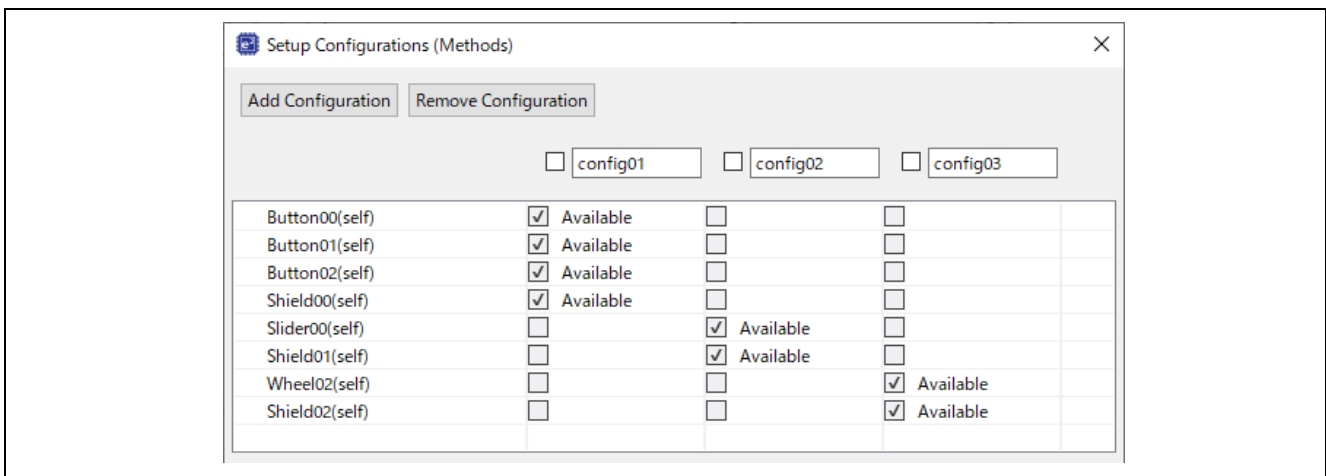 Setup Configurations (Methods)
Add Configuration Remove Configuration
config01 config02 config03
Button00(self) Available
Button01(self) Available
Button02(self) Available
Shield00(self) Available
Slider00(self) Available
Shield01(self) Available
Wheel02(self) Available
Shield02(self) Available